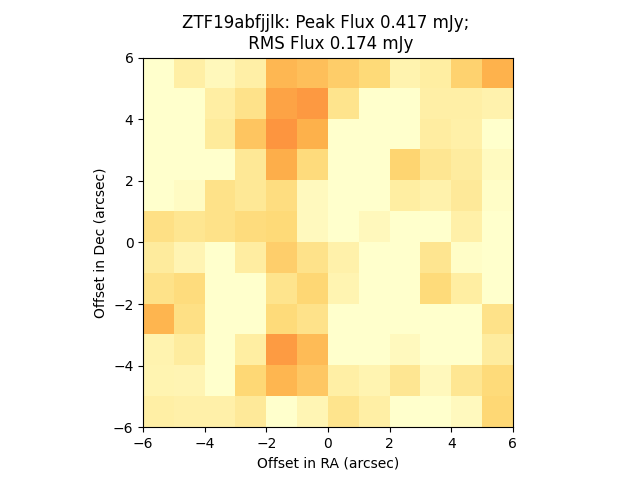 ZTF19abfjjlk: Peak Flux 0.417 mJy;
RMS Flux 0.174 mJy
6
4
2
0
−2
−4
−6
Offset in Dec (arcsec)
−6 −4 −2 0 2 4 6
Offset in RA (arcsec)